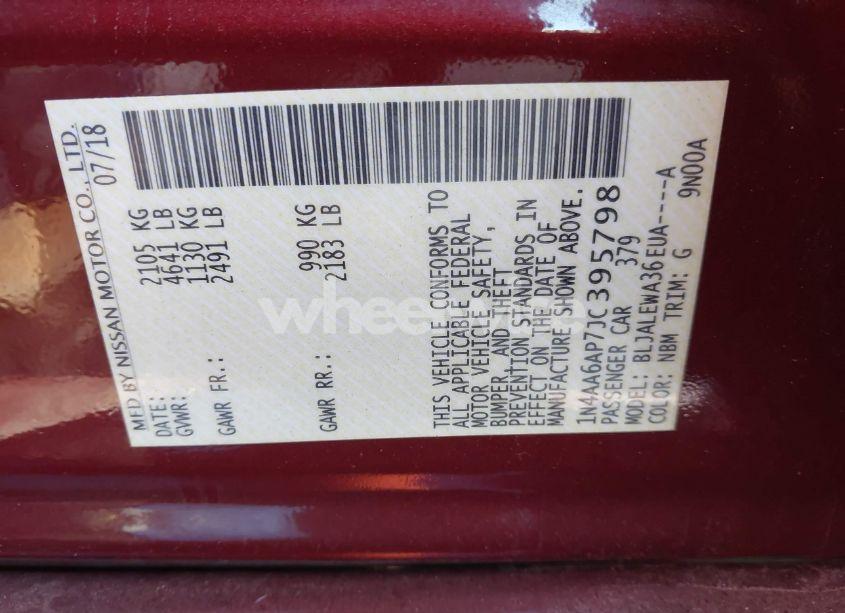 MFD BY NISSAN MOTOR CO., LTD.
DATE: 07/18
GVWR: 2105 KG
4641 LB
GAWR FR.: 1130 KG
2491 LB
GAWR RR.: 990 KG
2183 LB
THIS VEHICLE CONFORMS TO
ALL APPLICABLE FEDERAL
MOTOR VEHICLE SAFETY,
BUMPER, AND THEFT
PREVENTION STANDARDS IN
EFFECT ON THE DATE OF
MANUFACTURE SHOWN ABOVE.
1N4AA6AP7JC395798
PASSENGER CAR 379
MODEL: BLJALEWA36EUA----A
COLOR: NBM TRIM: G 9N00A